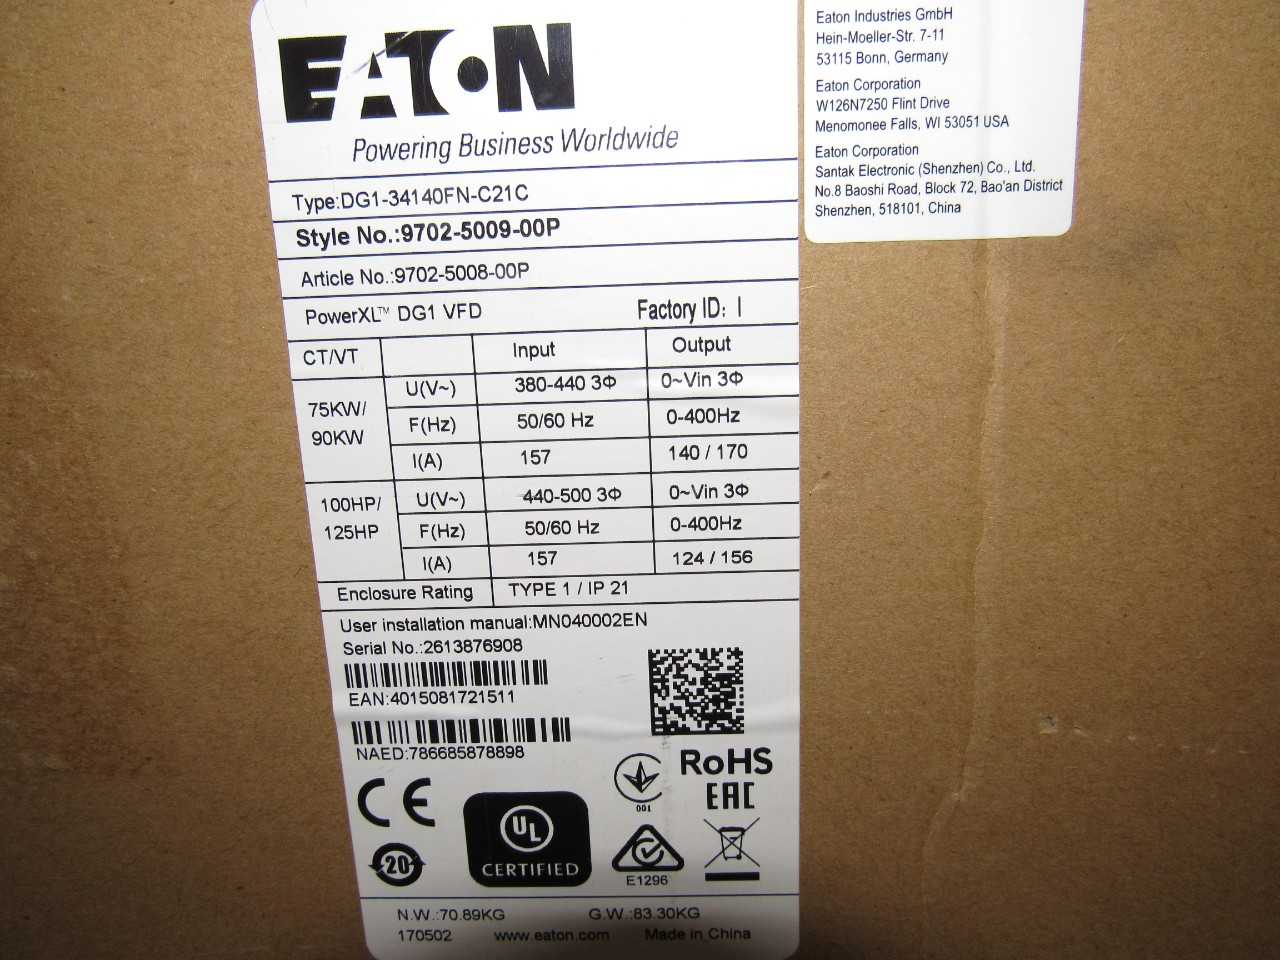 EATON
Powering Business Worldwide
Type:DG1-34140FN-C21C
Style No.:9702-5009-00P
Article No.:9702-5008-00P
PowerXL™ DG1 VFD Factory ID: I
CT/VT Input Output
75KW/ 90KW U(V~) 380-440 3Φ 0~Vin 3Φ
F(Hz) 50/60 Hz 0-400Hz
I(A) 157 140 / 170
100HP/ 125HP U(V~) 440-500 3Φ 0~Vin 3Φ
F(Hz) 50/60 Hz 0-400Hz
I(A) 157 124 / 156
Enclosure Rating TYPE 1 / IP 21
User installation manual:MN040002EN
Serial No.:2613876908
EAN:4015081721511
NAED:786685878898
CE
20
UL
CERTIFIED
001
RoHS
EAC
E1296
N.W.:70.89KG G.W.:83.30KG
170502 www.eaton.com Made in China
Eaton Industries GmbH
Hein-Moeller-Str. 7-11
53115 Bonn, Germany
Eaton Corporation
W126N7250 Flint Drive
Menomonee Falls, WI 53051 USA
Eaton Corporation
Santak Electronic (Shenzhen) Co., Ltd.
No.8 Baoshi Road, Block 72, Bao'an District
Shenzhen, 518101, China